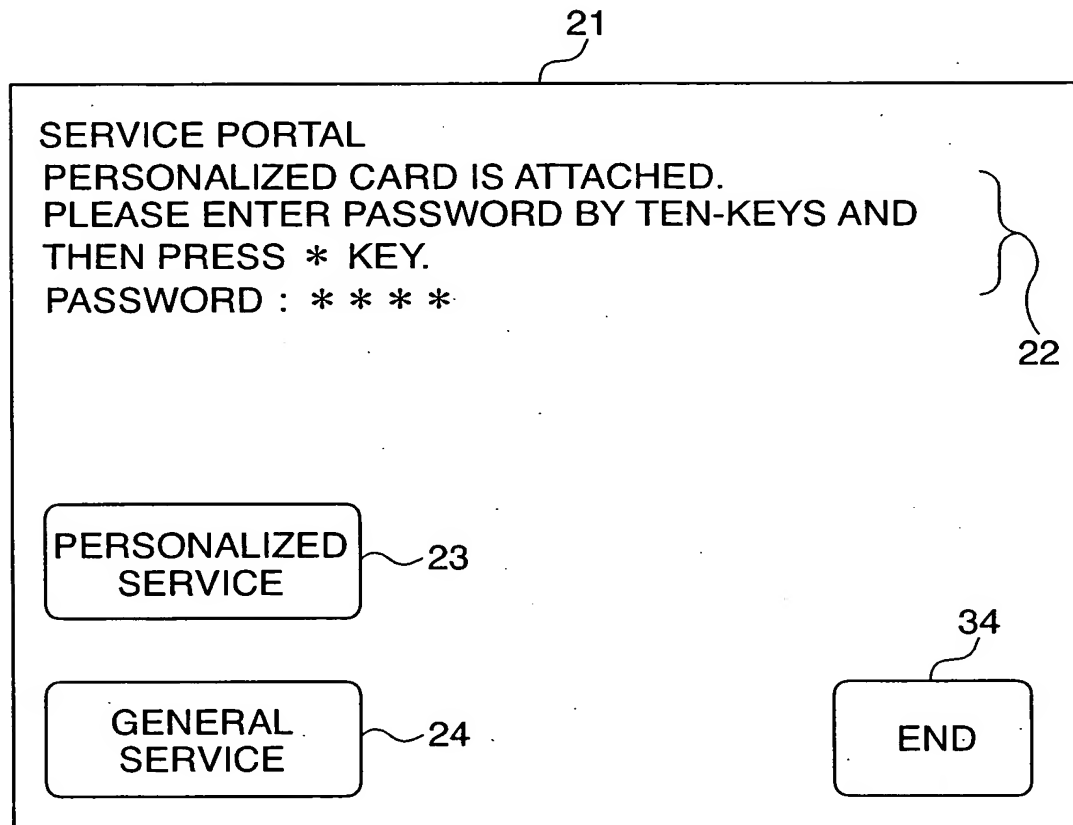 21
SERVICE PORTAL
PERSONALIZED CARD IS ATTACHED.
PLEASE ENTER PASSWORD BY TEN-KEYS AND
THEN PRESS * KEY.
PASSWORD : * * * *
22
PERSONALIZED
SERVICE
23
34
GENERAL
SERVICE
24
END